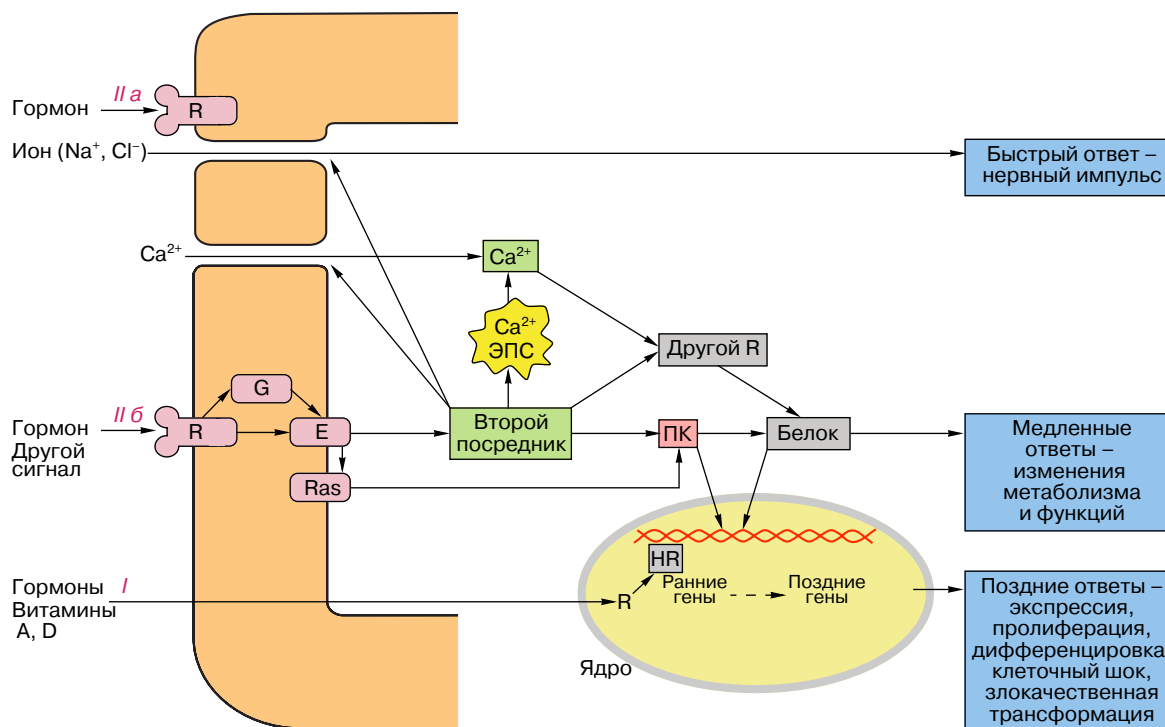 II а
Гормон
R
Ион (Na⁺, Cl⁻)
Быстрый ответ –
нервный импульс
Ca²⁺
Ca²⁺
Ca²⁺
ЭПС
Другой R
G
II б
Гормон
Другой
сигнал
R
E
Второй
посредник
ПК
Белок
Медленные
ответы –
изменения
метаболизма
и функций
Ras
HR
I
Гормоны
Витамины
A, D
R
Ранние
гены
Поздние
гены
Ядро
Поздние ответы –
экспрессия,
пролиферация,
дифференцировка
клеточный шок,
злокачественная
трансформация